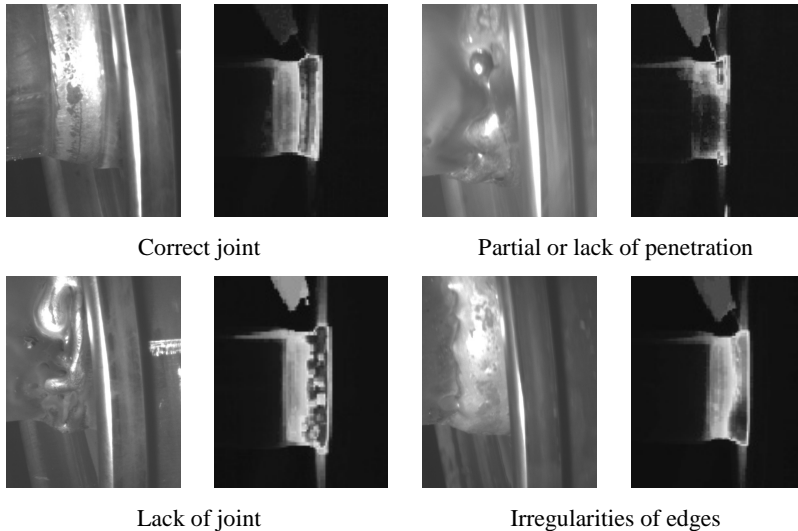 Correct joint
Partial or lack of penetration
Lack of joint
Irregularities of edges